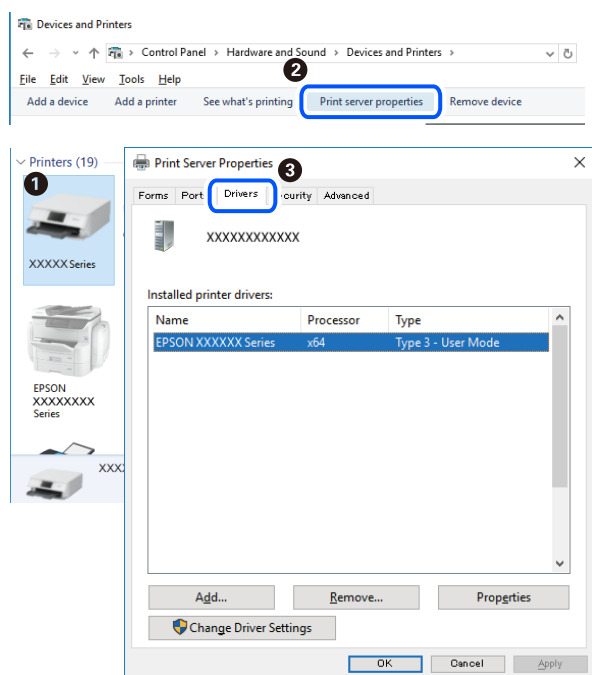 Devices and Printers
Control Panel > Hardware and Sound > Devices and Printers >
2
File Edit View Tools Help
Add a device Add a printer See what's printing Print server properties Remove device
Printers (19)
1
XXXXX Series
EPSON
XXXXXXXX
Series
XXX
Print Server Properties
3
Forms Port Drivers curity Advanced
XXXXXXXXXXXX
Installed printer drivers:
Name Processor Type
EPSON XXXXXX Series x64 Type 3 - User Mode
Add... Remove... Properties
Change Driver Settings
OK Cancel Apply